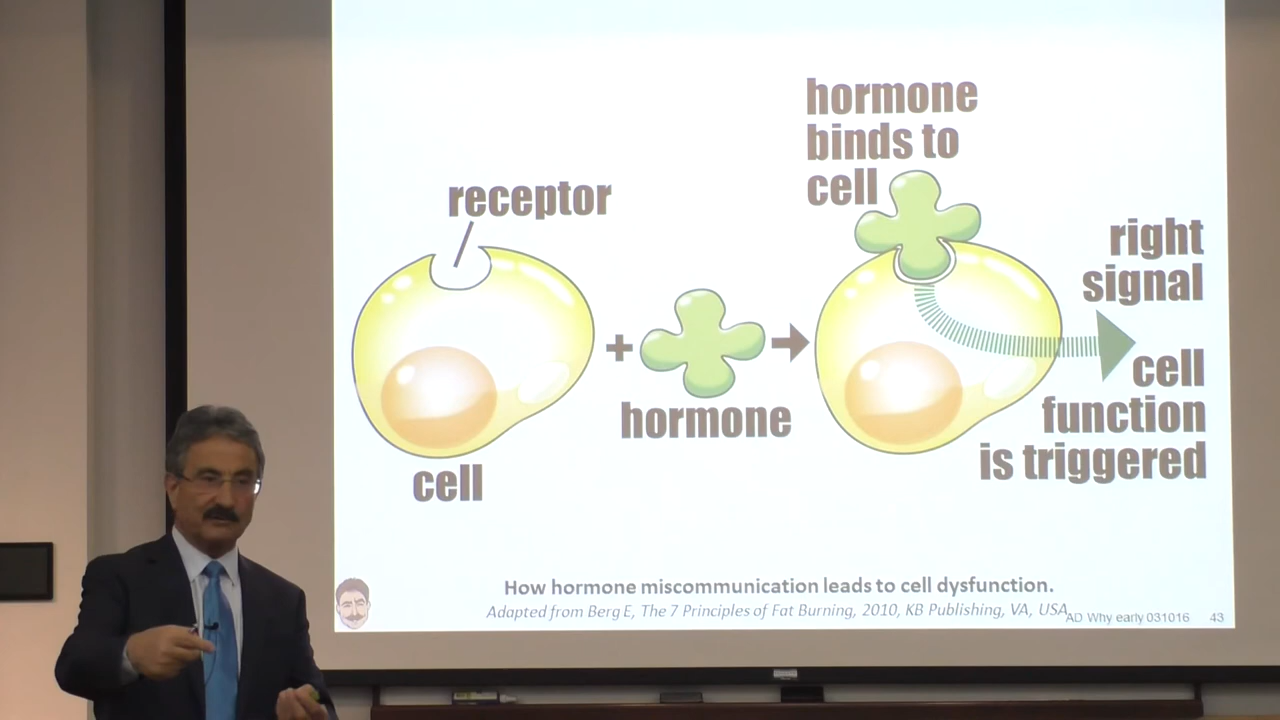 hormone
binds to
cell
receptor
right
signal
cell
function
is triggered
hormone
cell
How hormone miscommunication leads to cell dysfunction.
Adapted from Berg E, The 7 Principles of Fat Burning, 2010, KB Publishing, VA, USA.
AD Why early 031016 43